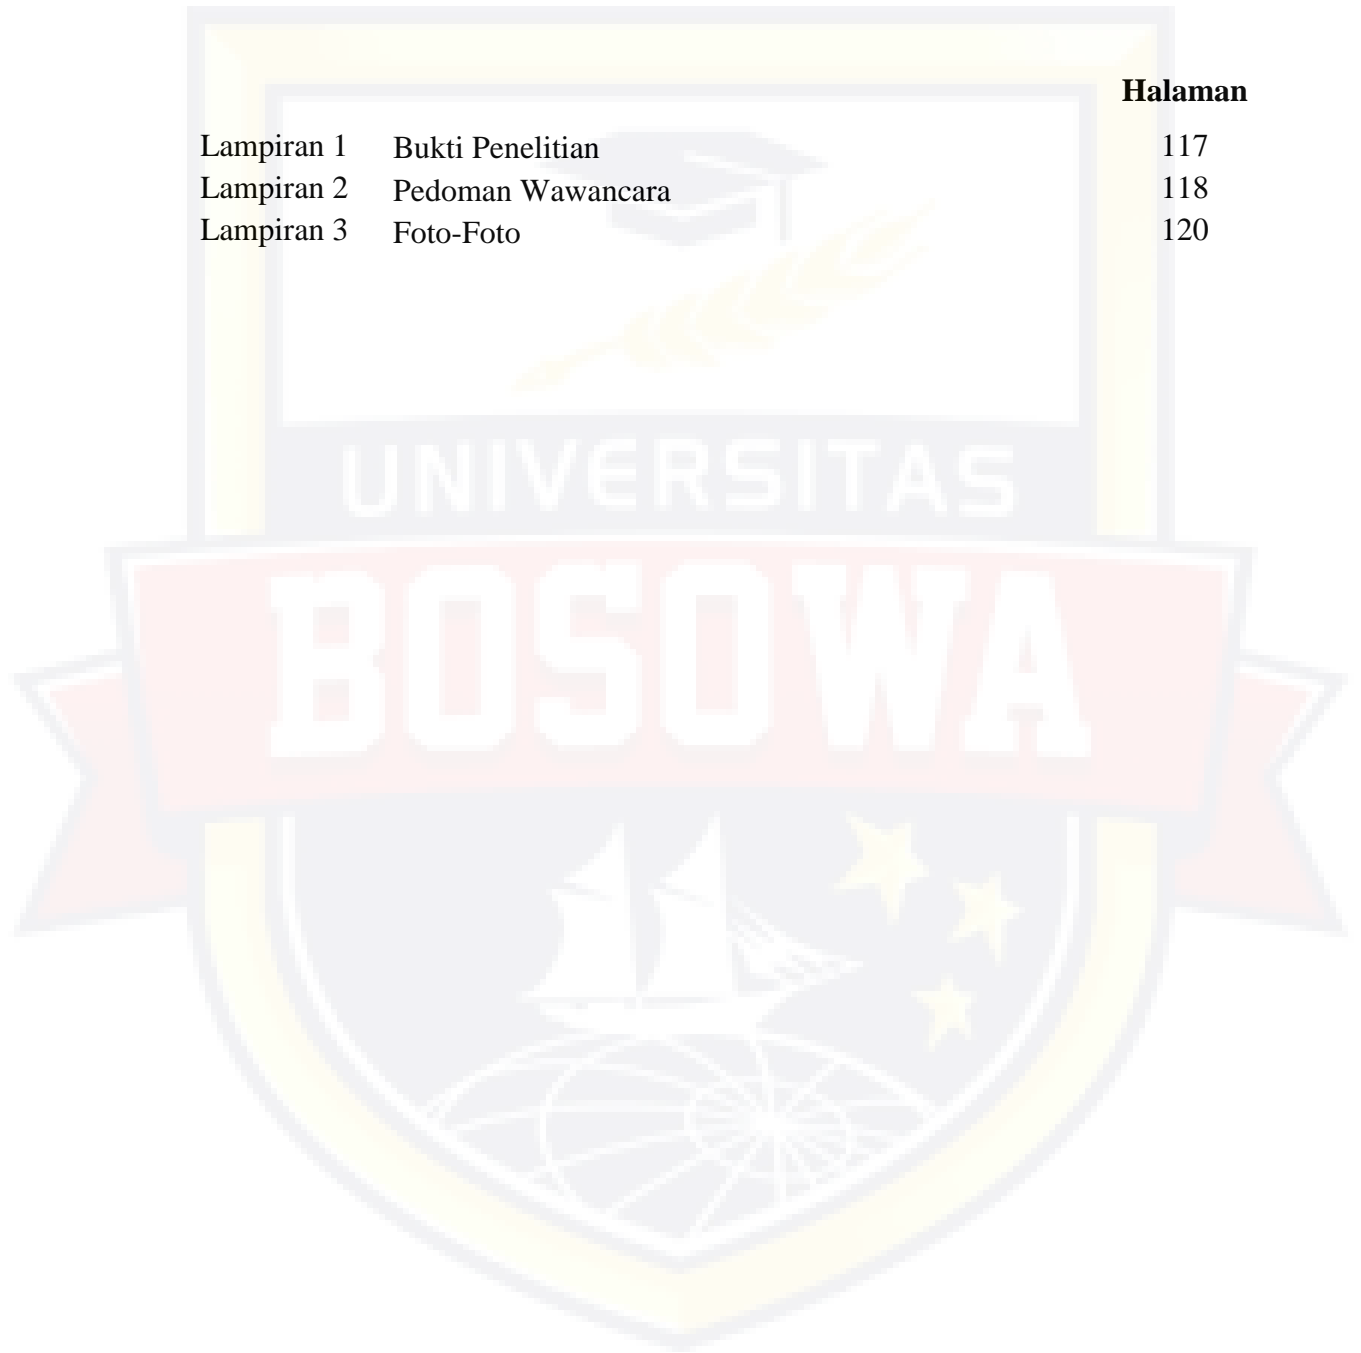 Halaman
Lampiran 1 Bukti Penelitian 117
Lampiran 2 Pedoman Wawancara 118
Lampiran 3 Foto-Foto 120
UNIVERSITAS
BOSOWA